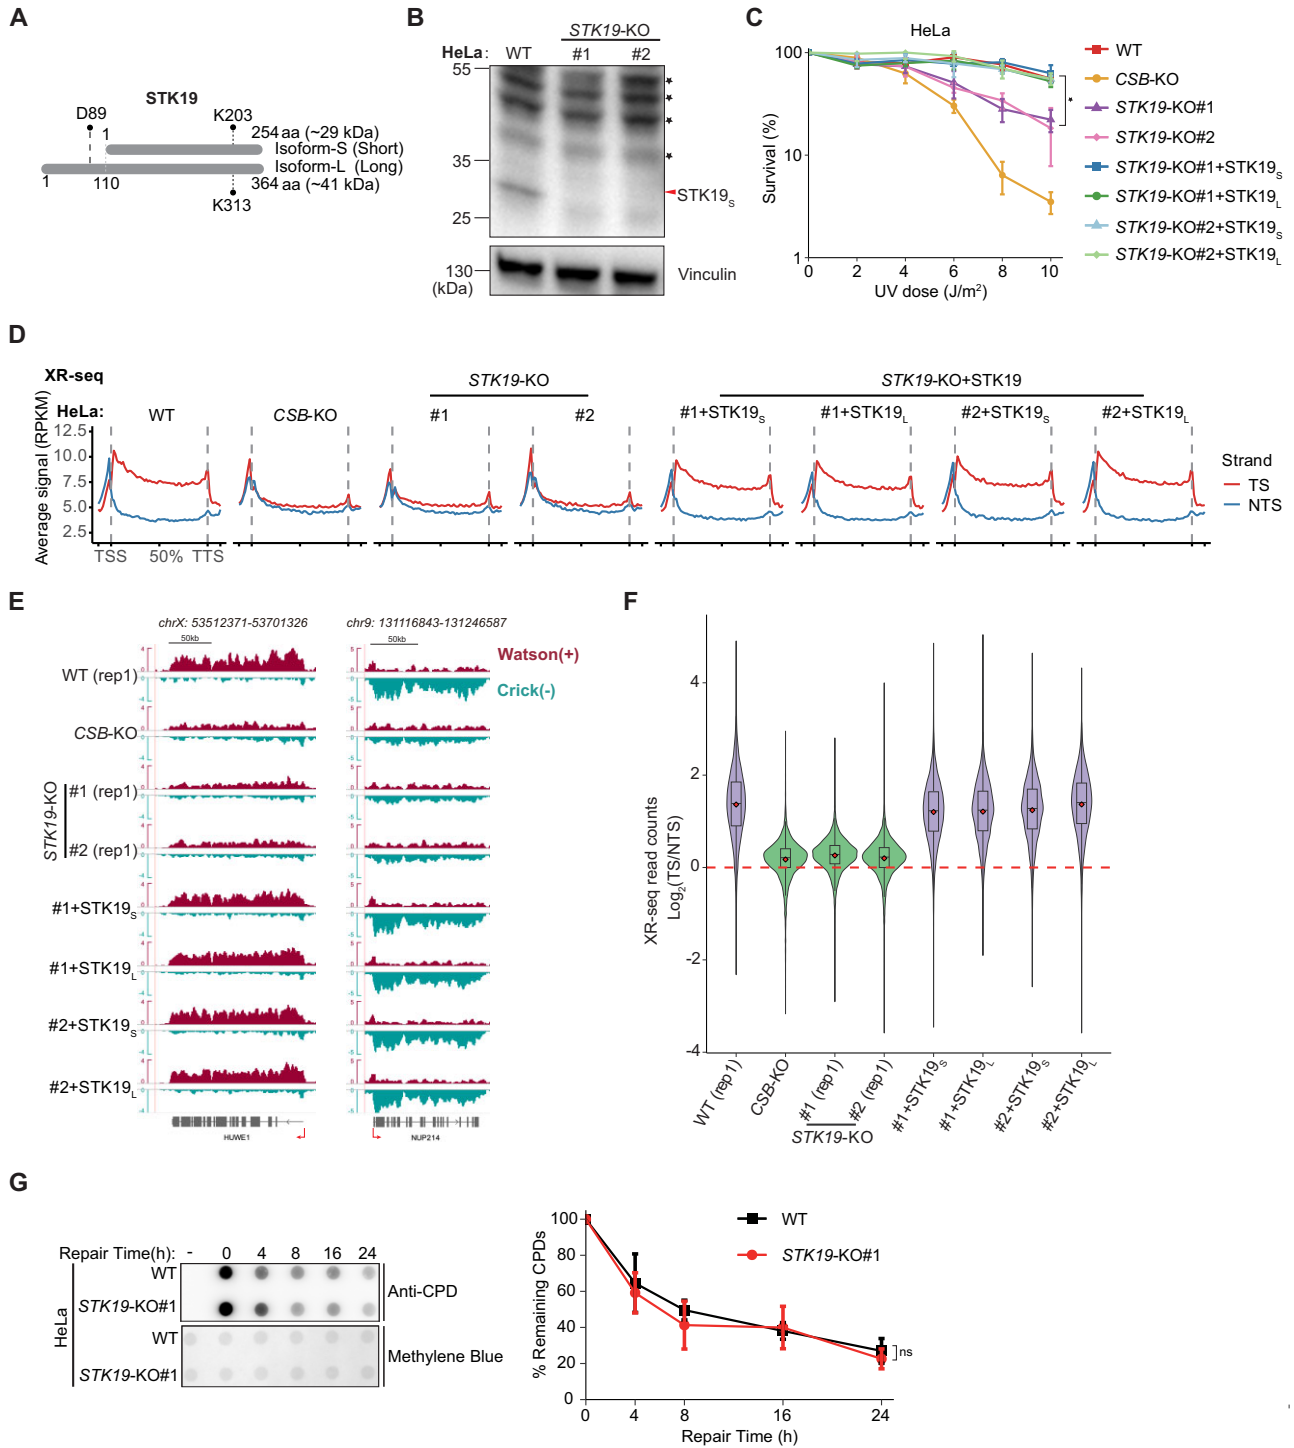 A
STK19
D89
1
K203
254 aa (~29 kDa)
Isoform-S (Short)
Isoform-L (Long)
1
110
364 aa (~41 kDa)
K313
B
STK19-KO
HeLa:
WT
#1
#2
55
35
STK19S
25
130
Vinculin
(kDa)
C
HeLa
100
10
1
Survival (%)
0 2 4 6 8 10
UV dose (J/m2)
*
WT
CSB-KO
STK19-KO#1
STK19-KO#2
STK19-KO#1+STK19S
STK19-KO#1+STK19L
STK19-KO#2+STK19S
STK19-KO#2+STK19L
D
XR-seq
STK19-KO
STK19-KO+STK19
HeLa: WT CSB-KO #1 #2 #1+STK19S #1+STK19L #2+STK19S #2+STK19L
Average signal (RPKM)
12.5
10.0
7.5
5.0
2.5
TSS 50% TTS
Strand
TS
NTS
E
chrX: 53512371-53701326
chr9: 131116843-131246587
50kb
50kb
Watson(+)
Crick(-)
WT (rep1)
CSB-KO
STK19-KO
#1 (rep1)
#2 (rep1)
#1+STK19S
#1+STK19L
#2+STK19S
#2+STK19L
HUWE1
NUP214
F
XR-seq read counts
Log2(TS/NTS)
4
2
0
-2
-4
WT (rep1)
CSB-KO
#1 (rep1)
#2 (rep1)
STK19-KO
#1+STK19S
#1+STK19L
#2+STK19S
#2+STK19L
G
Repair Time(h): - 0 4 8 16 24
HeLa
WT
STK19-KO#1
Anti-CPD
WT
STK19-KO#1
Methylene Blue
% Remaining CPDs
100
80
60
40
20
0
0 4 8 16 24
Repair Time (h)
WT
STK19-KO#1
ns